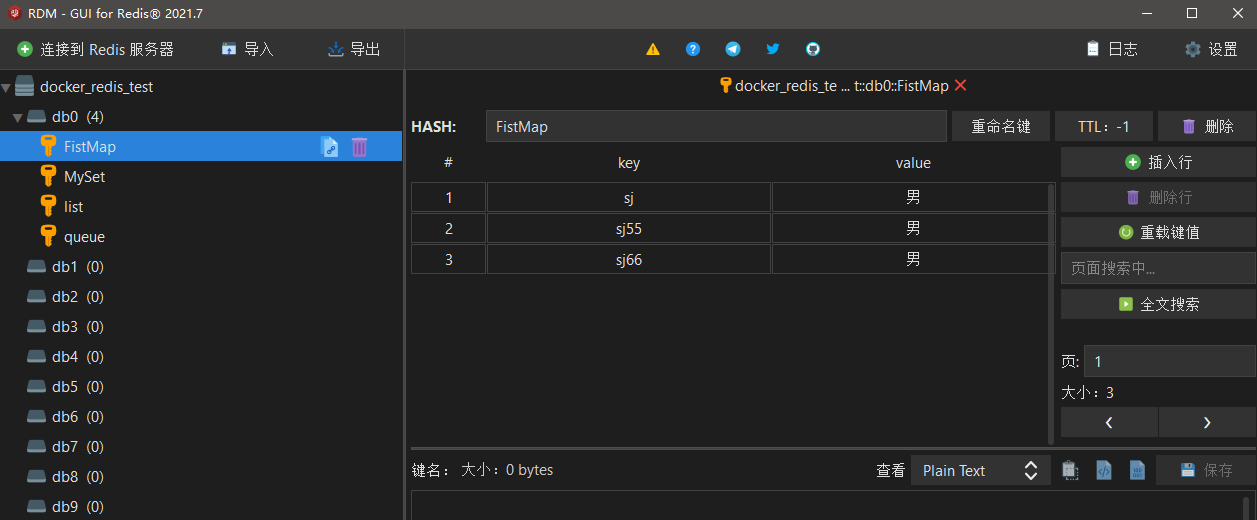 RDM - GUI for Redis® 2021.7
连接到 Redis 服务器 导入 导出 日志 设置
docker_redis_test
db0 (4)
FistMap
MySet
list
queue
db1 (0)
db2 (0)
db3 (0)
db4 (0)
db5 (0)
db6 (0)
db7 (0)
db8 (0)
db9 (0)
docker_redis_te ... t::db0::FistMap
HASH: FistMap 重命名键 TTL：-1 删除
# key value
1 sj 男
2 sj55 男
3 sj66 男
插入行
删除行
重载键值
页面搜索中...
全文搜索
页: 1
大小：3
键名： 大小：0 bytes 查看 Plain Text 保存